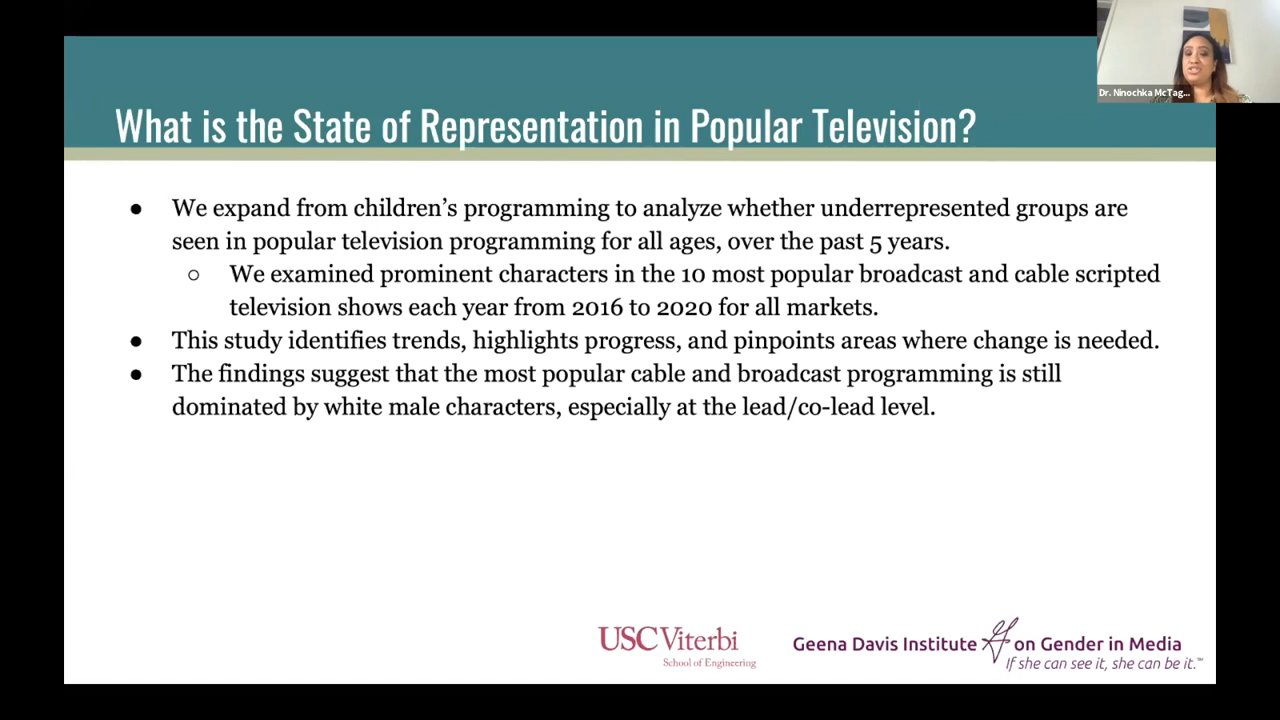 Dr. Ninochka McTag...
What is the State of Representation in Popular Television?
● We expand from children’s programming to analyze whether underrepresented groups are
seen in popular television programming for all ages, over the past 5 years.
○ We examined prominent characters in the 10 most popular broadcast and cable scripted
television shows each year from 2016 to 2020 for all markets.
● This study identifies trends, highlights progress, and pinpoints areas where change is needed.
● The findings suggest that the most popular cable and broadcast programming is still
dominated by white male characters, especially at the lead/co-lead level.
USC Viterbi
School of Engineering
Geena Davis Institute on Gender in Media
If she can see it, she can be it.™